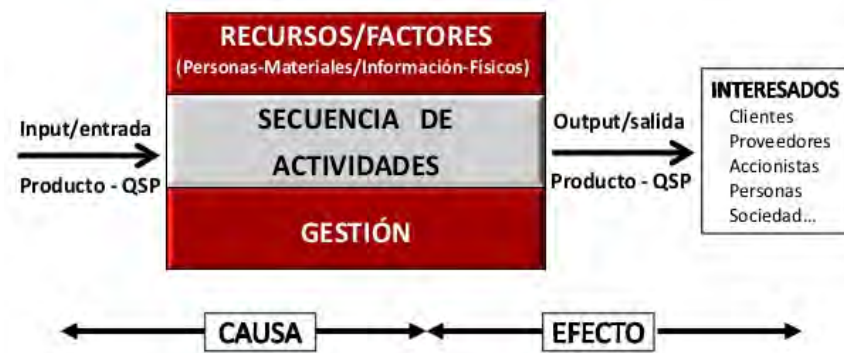 RECURSOS/FACTORES
(Personas-Materiales/Información-Físicos)
Input/entrada
Producto - QSP
SECUENCIA DE
ACTIVIDADES
GESTIÓN
Output/salida
Producto - QSP
INTERESADOS
Clientes
Proveedores
Accionistas
Personas
Sociedad...
CAUSA
EFECTO